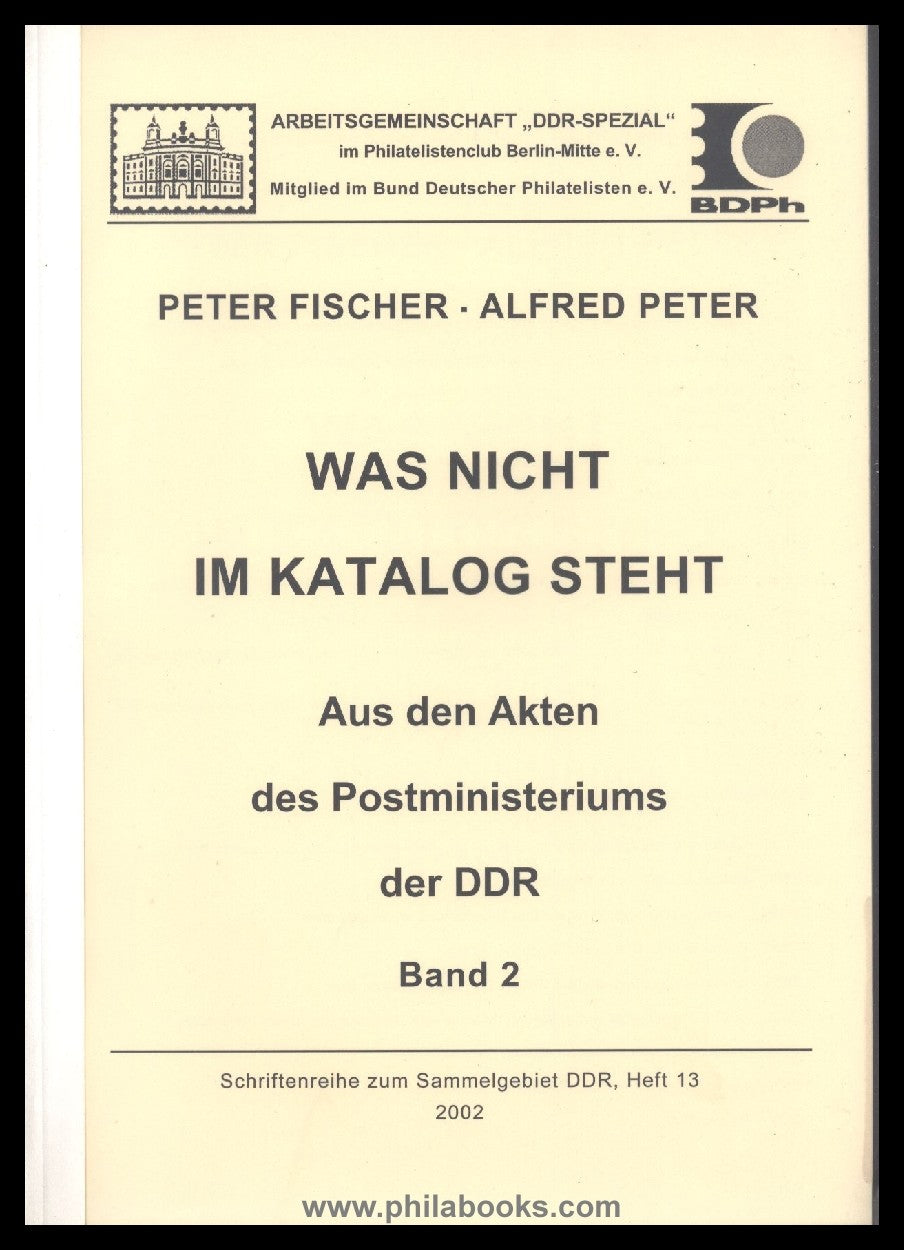 ARBEITSGEMEINSCHAFT „DDR-SPEZIAL“
im Philatelistenclub Berlin-Mitte e. V.
Mitglied im Bund Deutscher Philatelisten e. V.
BDPh
PETER FISCHER · ALFRED PETER
WAS NICHT
IM KATALOG STEHT
Aus den Akten
des Postministeriums
der DDR
Band 2
Schriftenreihe zum Sammelgebiet DDR, Heft 13
2002
www.philabooks.com